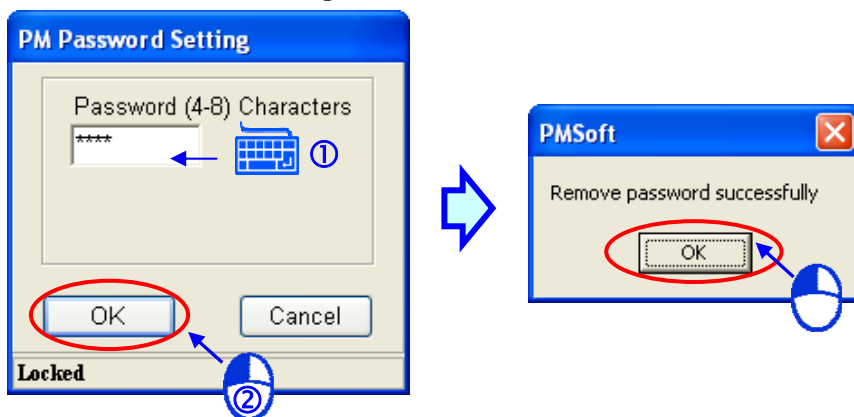 PM Password Setting
Password (4-8) Characters
****
①
OK
Cancel
②
Locked
PMSoft
Remove password successfully
OK